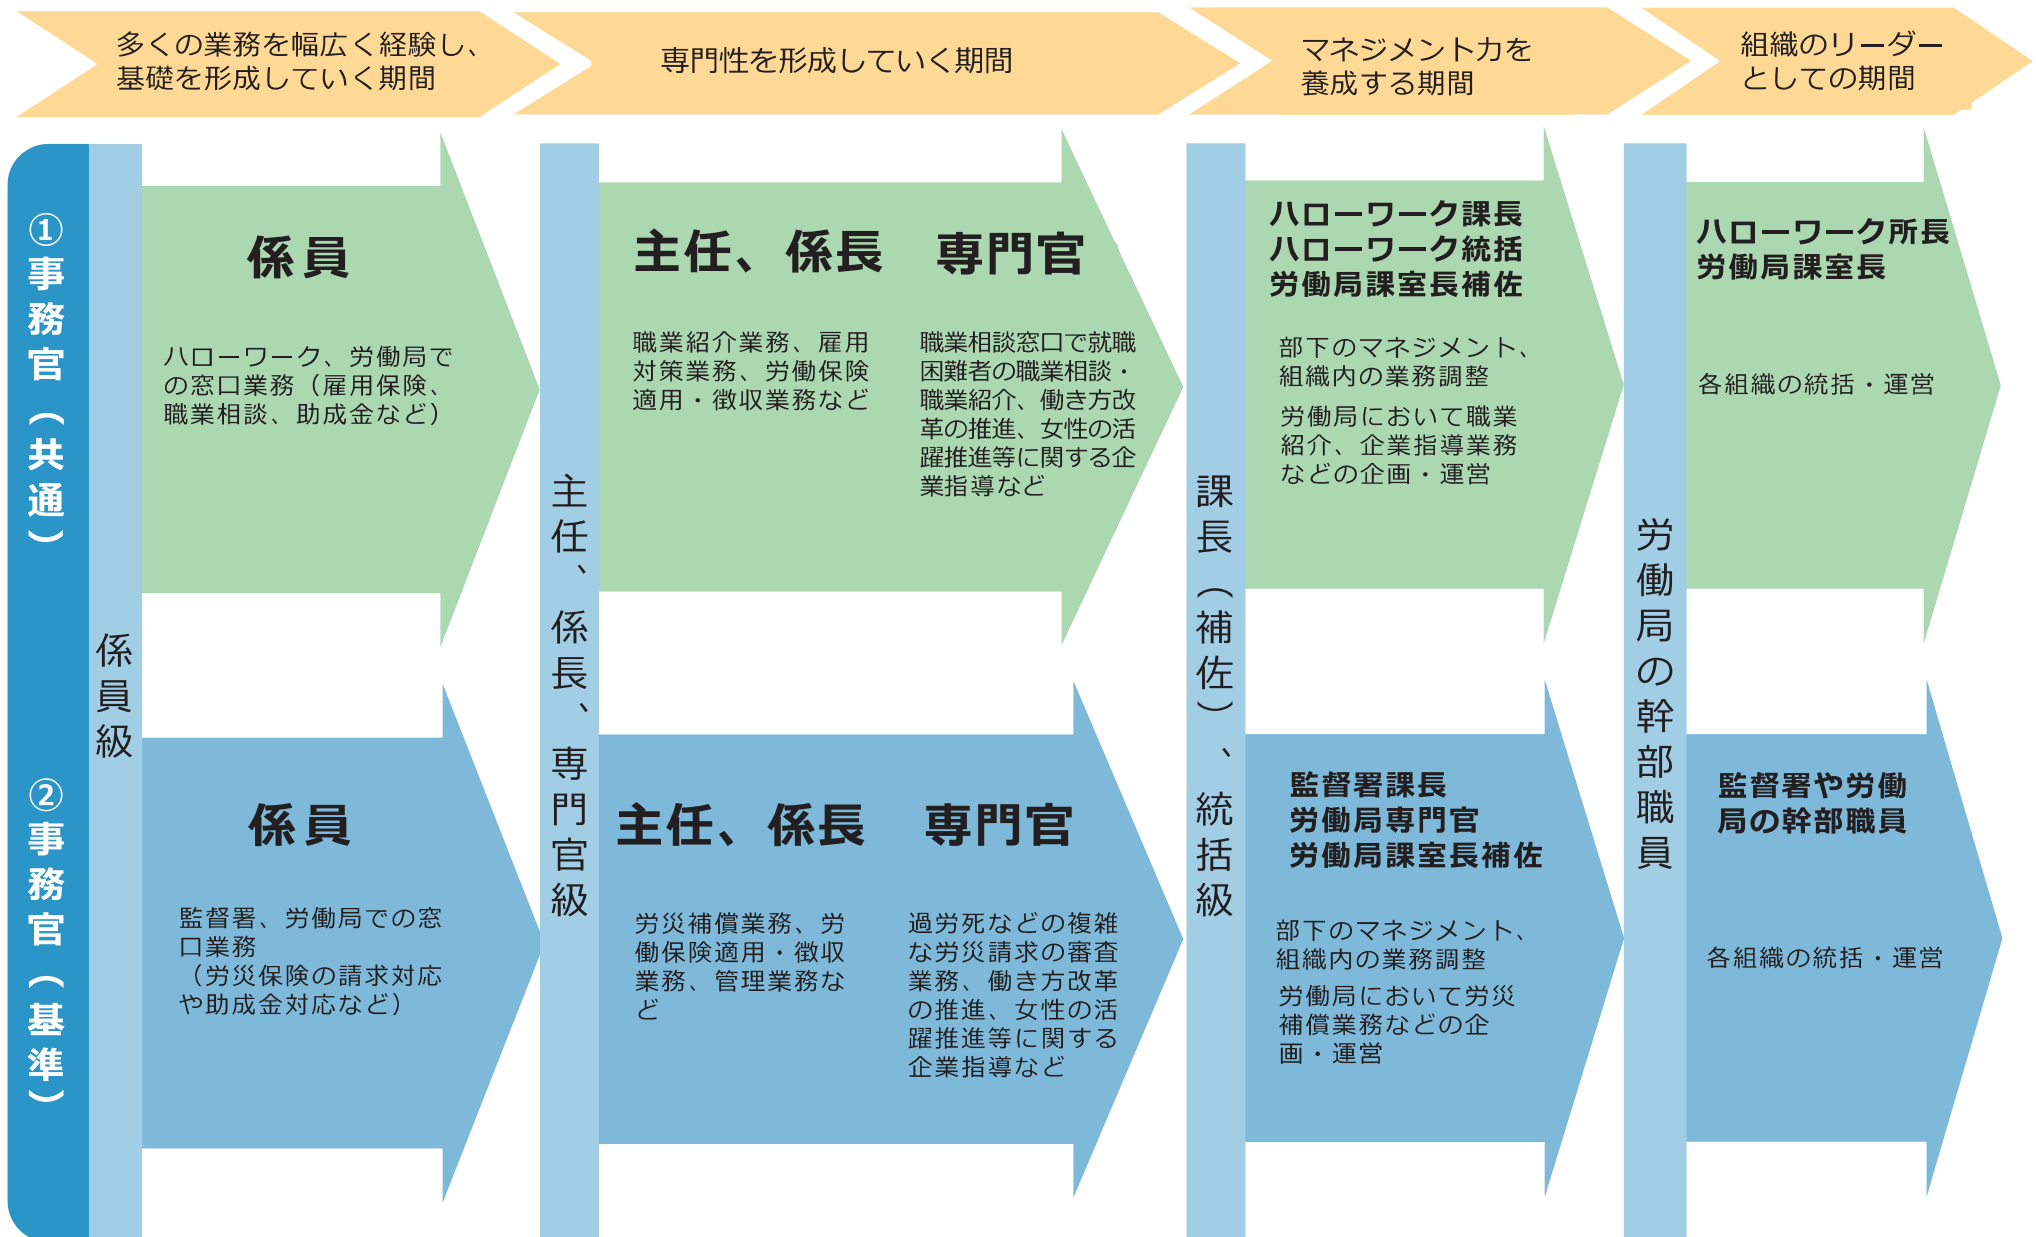 多くの業務を幅広く経験し、
基礎を形成していく期間
専門性を形成していく期間
マネジメント力を
養成する期間
組織のリーダー
としての期間
①事務官（共通）
係員級
係員
ハローワーク、労働局で
の窓口業務（雇用保険、
職業相談、助成金など）
主任、係長、専門官級
主任、係長
職業紹介業務、雇用
対策業務、労働保険
適用・徴収業務など
専門官
職業相談窓口で就職
困難者の職業相談・
職業紹介、働き方改
革の推進、女性の活
躍推進等に関する企
業指導など
課長（補佐）、統括級
ハローワーク課長
ハローワーク統括
労働局課室長補佐
部下のマネジメント、
組織内の業務調整
労働局において職業
紹介、企業指導業務
などの企画・運営
労働局の幹部職員
ハローワーク所長
労働局課室長
各組織の統括・運営
②事務官（基準）
係員
監督署、労働局での窓
口業務
（労災保険の請求対応
や助成金対応など）
主任、係長
労災補償業務、労
働保険適用・徴収
業務、管理業務な
ど
専門官
過労死などの複雑
な労災請求の審査
業務、働き方改革
の推進、女性の活
躍推進等に関する
企業指導など
監督署課長
労働局専門官
労働局課室長補佐
部下のマネジメント、
組織内の業務調整
労働局において労災
補償業務などの企
画・運営
監督署や労働
局の幹部職員
各組織の統括・運営